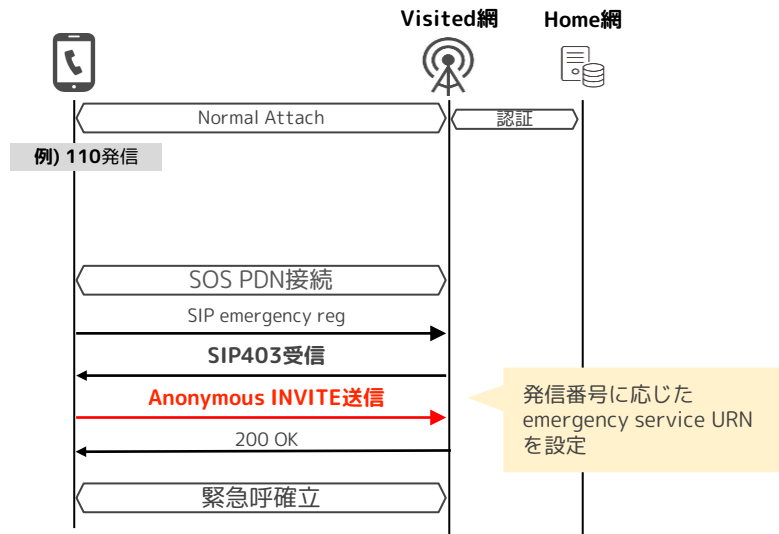 Visited網
Home網
Normal Attach
認証
例) 110発信
SOS PDN接続
SIP emergency reg
SIP403受信
Anonymous INVITE送信
発信番号に応じた
emergency service URN
を設定
200 OK
緊急呼確立